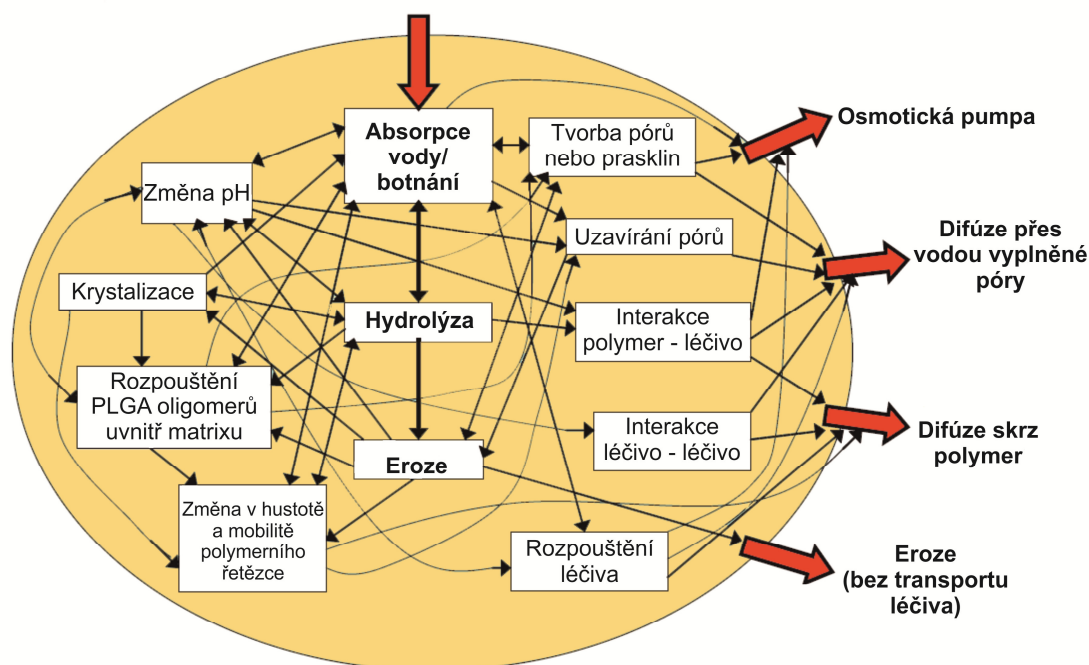 Absorpce
vody/
botnání
Tvorba pórů
nebo prasklin
Osmotická pumpa
Změna pH
Uzavírání pórů
Difúze přes
vodou vyplněné
póry
Krystalizace
Hydrolýza
Interakce
polymer - léčivo
Rozpouštění
PLGA oligomerů
uvnitř matrixu
Interakce
léčivo - léčivo
Difúze skrz
polymer
Eroze
Změna v hustotě
a mobilitě
polymerního
řetězce
Rozpouštění
léčiva
Eroze
(bez transportu
léčiva)